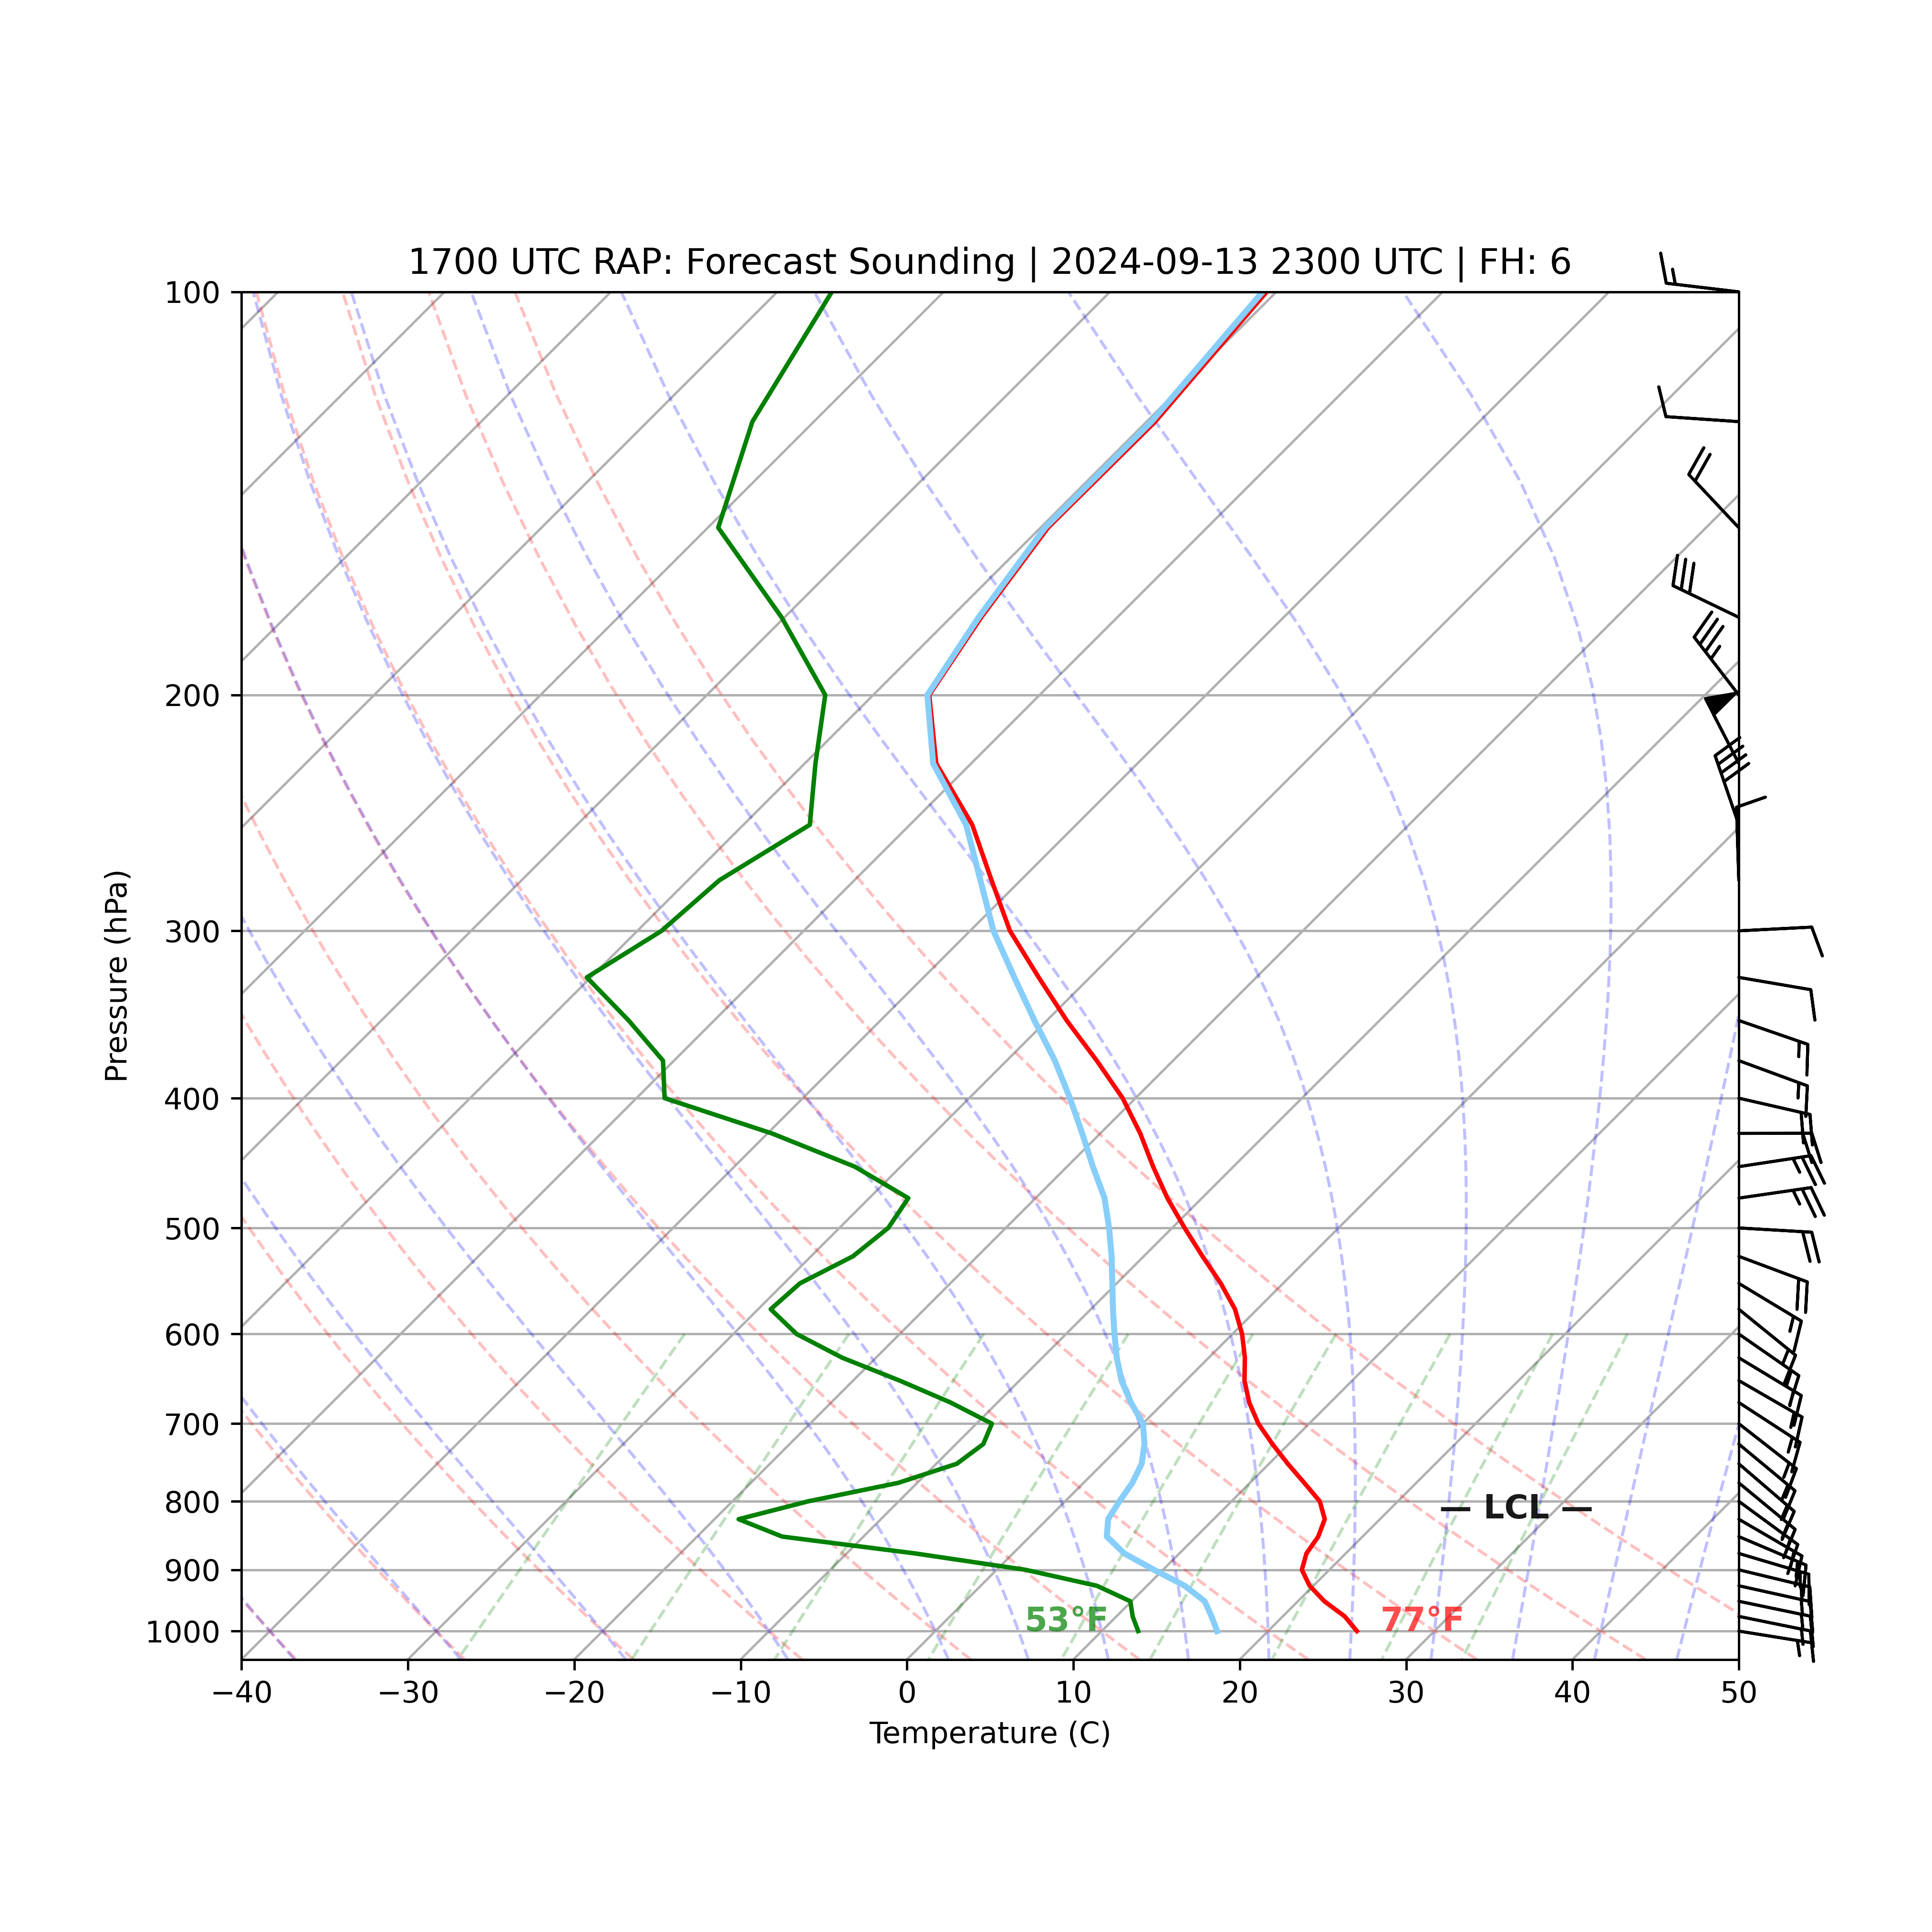 1700 UTC RAP: Forecast Sounding | 2024-09-13 2300 UTC | FH: 6
100
200
300
400
500
600
700
800
900
1000
Pressure (hPa)
— LCL —
53°F
77°F
−40 −30 −20 −10 0 10 20 30 40 50
Temperature (C)